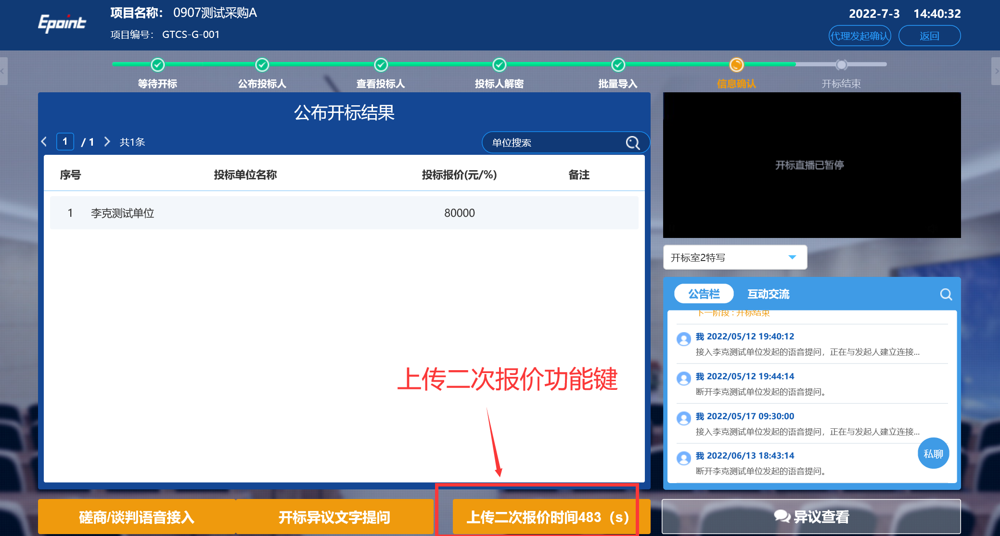 Epoint
项目名称： 0907测试采购A
项目编号： GTCS-G-001
2022-7-3 14:40:32
代理发起确认 返回
等待开标 公布投标人 查看投标人 投标人解密 批量导入 信息确认 开标结束
公布开标结果
1 / 1 共1条
单位搜索
序号 投标单位名称 投标报价(元/%) 备注
1 李克测试单位 80000
上传二次报价功能键
开标直播已暂停
开标室2特写
公告栏 互动交流
下一阶段：开标结束
我 2022/05/12 19:40:12
接入李克测试单位发起的语音提问，正在与发起人建立连接...
我 2022/05/12 19:44:14
断开李克测试单位发起的语音提问。
我 2022/05/17 09:30:00
接入李克测试单位发起的语音提问，正在与发起人建立连接...
我 2022/06/13 18:43:14
断开李克测试单位发起的语音提问。
私聊
磋商/谈判语音接入 开标异议文字提问 上传二次报价时间483（s） 异议查看